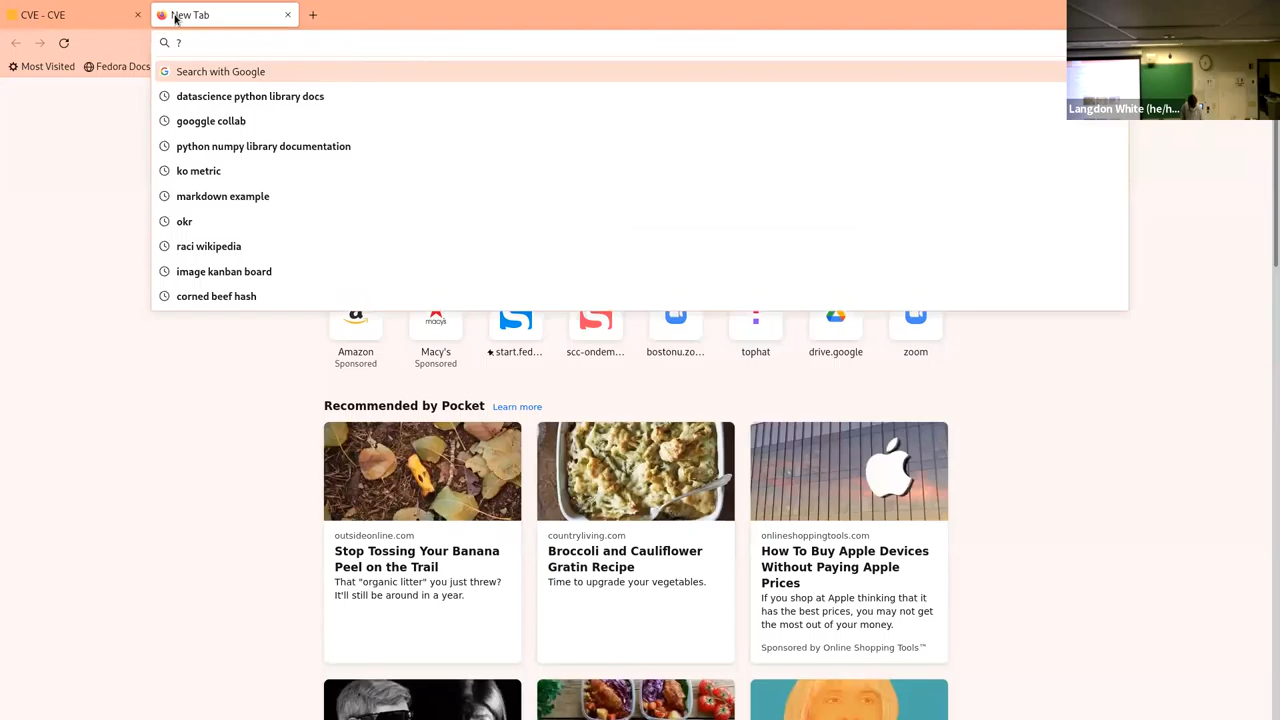 CVE - CVE
New Tab
?
Most Visited
Fedora Docs
Search with Google
datascience python library docs
googgle collab
python numpy library documentation
ko metric
markdown example
okr
raci wikipedia
image kanban board
corned beef hash
Langdon White (he/h...
Amazon
Sponsored
Macy's
Sponsored
start.fed...
scc-ondem...
bostonu.zo...
tophat
drive.google
zoom
Recommended by Pocket
Learn more
outsideonline.com
Stop Tossing Your Banana
Peel on the Trail
That "organic litter" you just threw?
It'll still be around in a year.
countryliving.com
Broccoli and Cauliflower
Gratin Recipe
Time to upgrade your vegetables.
onlineshoppingtools.com
How To Buy Apple Devices
Without Paying Apple
Prices
If you shop at Apple thinking that it
has the best prices, you may not get
the most out of your money.
Sponsored by Online Shopping Tools™